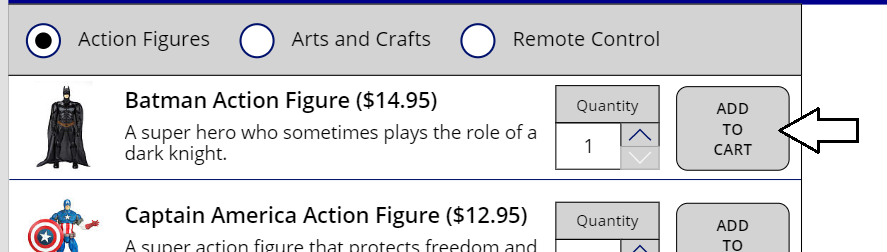 Action Figures Arts and Crafts Remote Control
Batman Action Figure ($14.95)
A super hero who sometimes plays the role of a
dark knight.
Quantity
1
ADD
TO
CART
Captain America Action Figure ($12.95)
A super action figure that protects freedom and
Quantity
ADD
TO